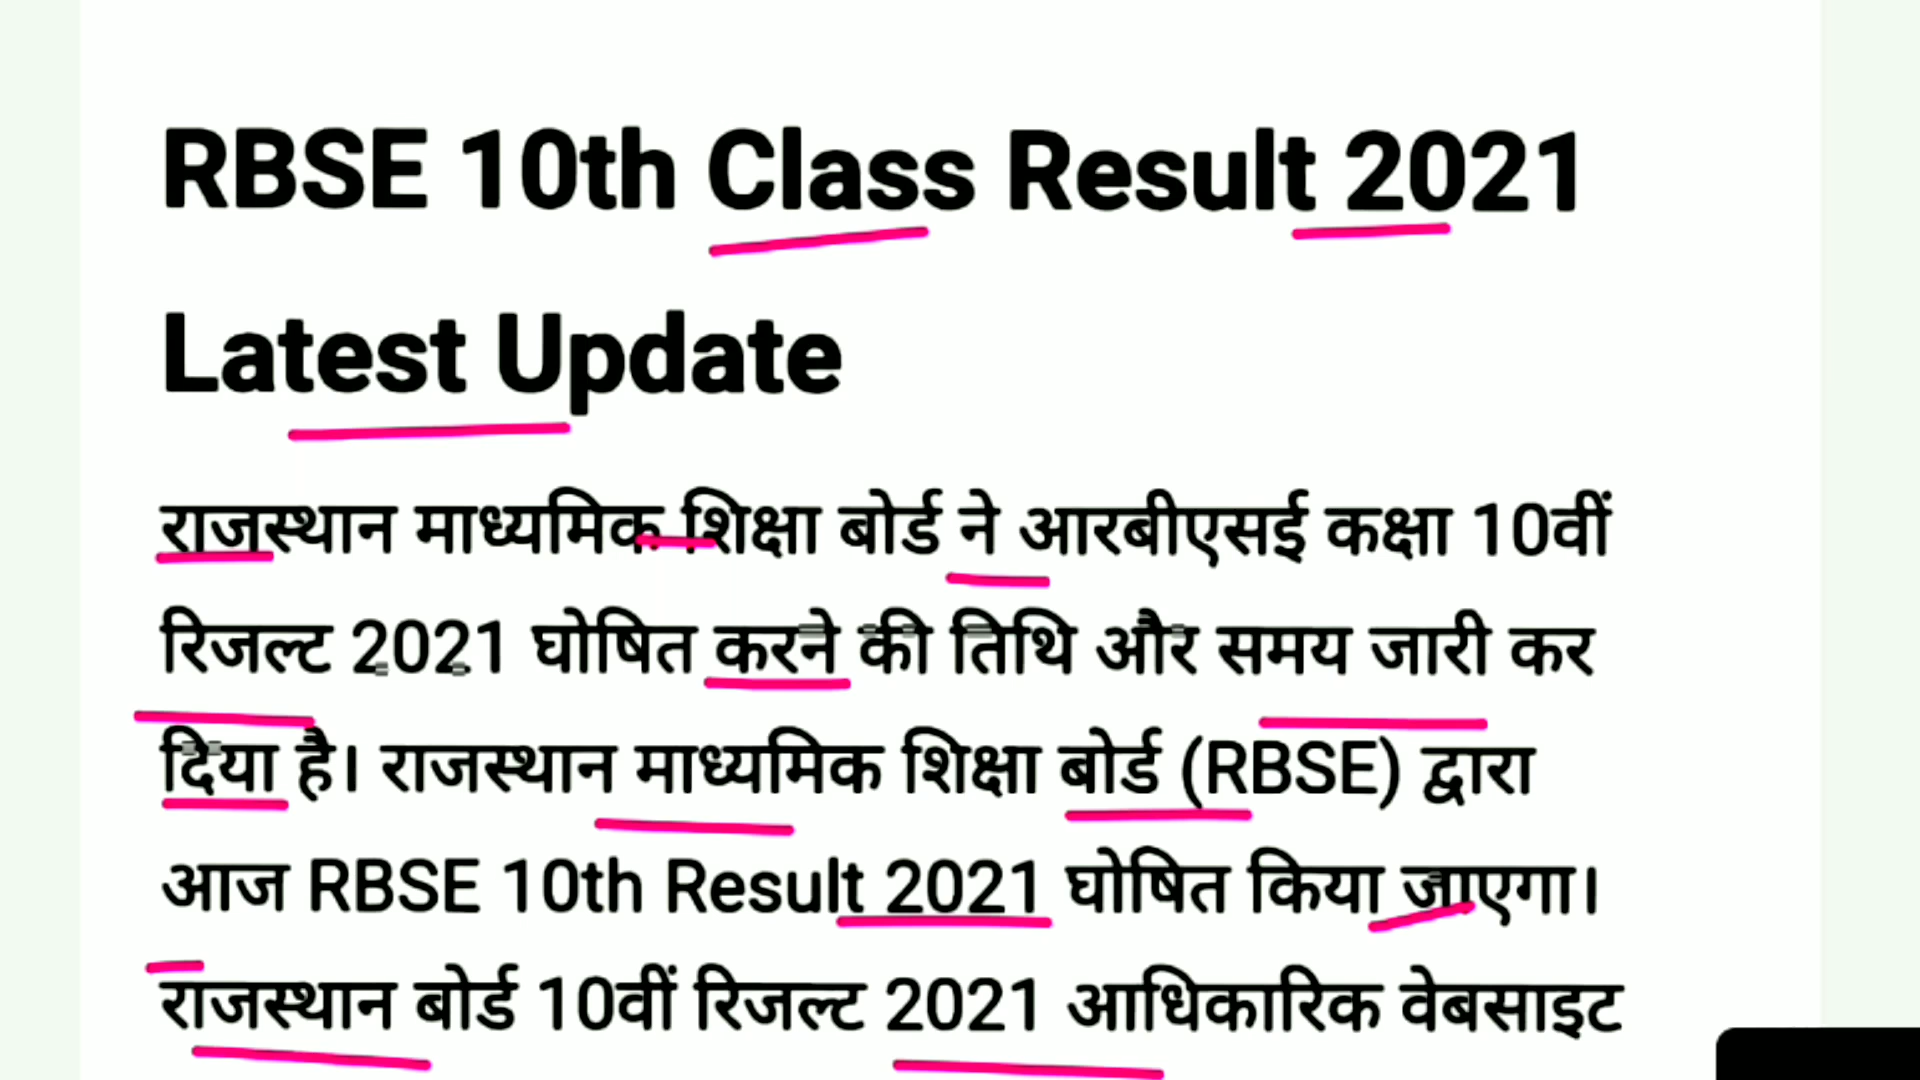 RBSE 10th Class Result 2021
Latest Update
राजस्थान माध्यमिक शिक्षा बोर्ड ने आरबीएसई कक्षा 10वीं
रिजल्ट 2021 घोषित करने की तिथि और समय जारी कर
दिया है। राजस्थान माध्यमिक शिक्षा बोर्ड (RBSE) द्वारा
आज RBSE 10th Result 2021 घोषित किया जाएगा।
राजस्थान बोर्ड 10वीं रिजल्ट 2021 आधिकारिक वेबसाइट